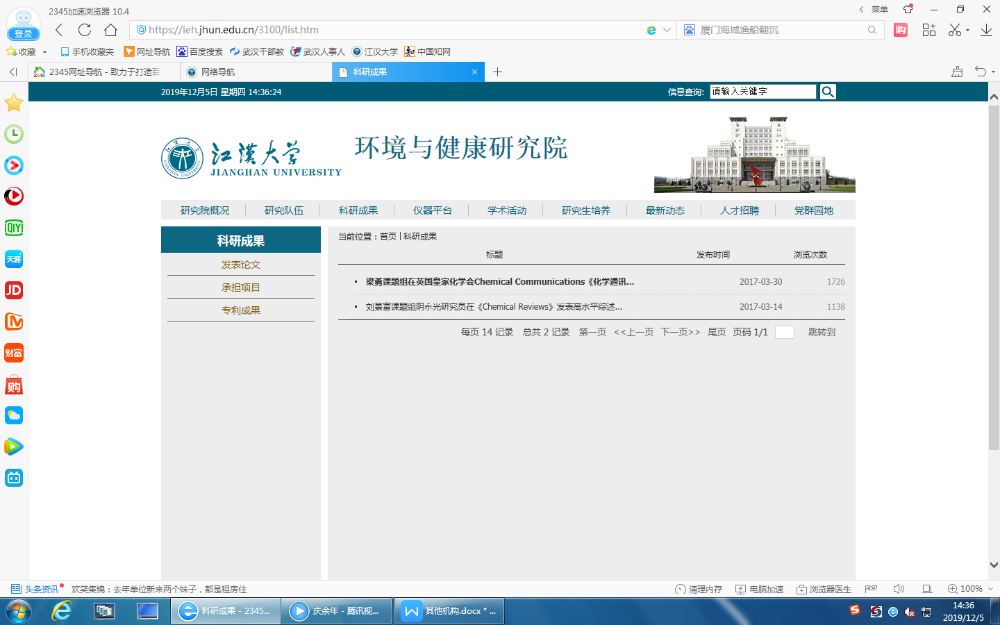 2345加速浏览器 10.4
菜单
登录
https://ieh.jhun.edu.cn/3100/list.htm
厦门海域渔船翻沉
购
收藏
手机收藏夹
网址导航
百度搜索
武汉干部教
武汉人事人
江汉大学
中国知网
2345网址导航 - 致力于打造百
网络导航
科研成果
2019年12月5日 星期四 14:36:24
信息查询:
请输入关键字
江汉大学
JIANGHAN UNIVERSITY
环境与健康研究院
研究院概况
研究队伍
科研成果
仪器平台
学术活动
研究生培养
最新动态
人才招聘
党群园地
科研成果
发表论文
承担项目
专利成果
当前位置：首页 | 科研成果
标题
发布时间
浏览次数
梁勇课题组在英国皇家化学会Chemical Communications《化学通讯...
2017-03-30
1726
刘景富课题组阴永光研究员在《Chemical Reviews》发表高水平综述...
2017-03-14
1138
每页 14 记录
总共 2 记录
第一页
<<上一页
下一页>>
尾页
页码 1/1
跳转到
iQIYI
天涯
JD
财富
购
头条资讯
欢笑集锦：去年单位新来两个妹子，都是租房住
清理内存
电脑加速
浏览器医生
100%
科研成果 - 2345...
庆余年 - 腾讯视...
其他机构.docx * ...
14:36
2019/12/5